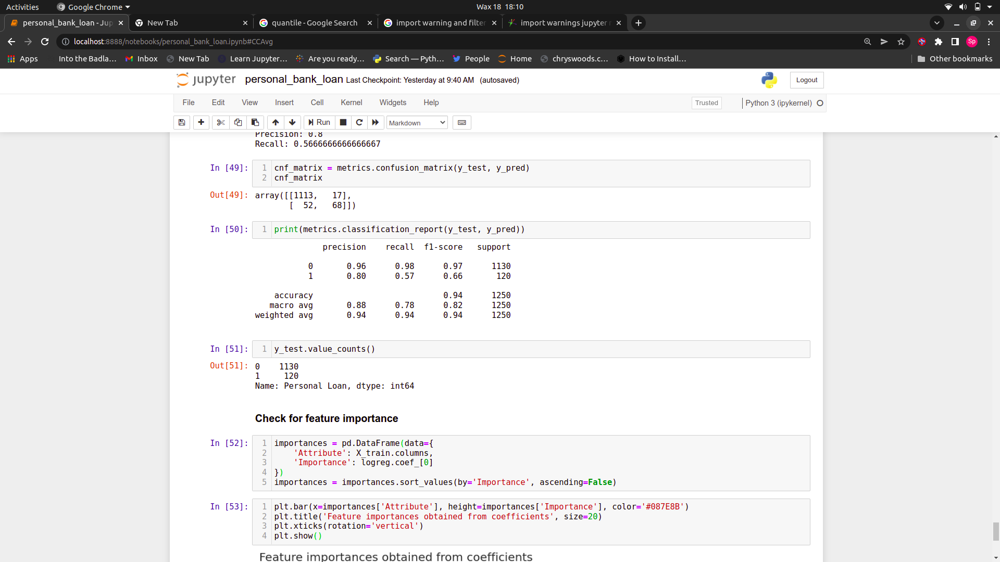 Activities Google Chrome Wax 18 18:10
personal_bank_loan - Jup New Tab quantile - Google Search import warning and filter import warnings jupyter
localhost:8888/notebooks/personal_bank_loan.ipynb#CCAvg Sp
Apps Into the Badla... Inbox New Tab Learn Jupyter... Are you ready... Search — Pyth... People Home chryswoods.c... How to Install... Other bookmarks
jupyter personal_bank_loan Last Checkpoint: Yesterday at 9:40 AM (autosaved) Logout
File Edit View Insert Cell Kernel Widgets Help Trusted Python 3 (ipykernel)
Run Markdown
Precision: 0.8
Recall: 0.5666666666666667
In [49]: 1 cnf_matrix = metrics.confusion_matrix(y_test, y_pred)
2 cnf_matrix
Out[49]: array([[1113, 17],
[ 52, 68]])
In [50]: 1 print(metrics.classification_report(y_test, y_pred))
precision recall f1-score support
0 0.96 0.98 0.97 1130
1 0.80 0.57 0.66 120
accuracy 0.94 1250
macro avg 0.88 0.78 0.82 1250
weighted avg 0.94 0.94 0.94 1250
In [51]: 1 y_test.value_counts()
Out[51]: 0 1130
1 120
Name: Personal Loan, dtype: int64
Check for feature importance
In [52]: 1 importances = pd.DataFrame(data={
2 'Attribute': X_train.columns,
3 'Importance': logreg.coef_[0]
4 })
5 importances = importances.sort_values(by='Importance', ascending=False)
In [53]: 1 plt.bar(x=importances['Attribute'], height=importances['Importance'], color='#087E8B')
2 plt.title('Feature importances obtained from coefficients', size=20)
3 plt.xticks(rotation='vertical')
4 plt.show()
Feature importances obtained from coefficients